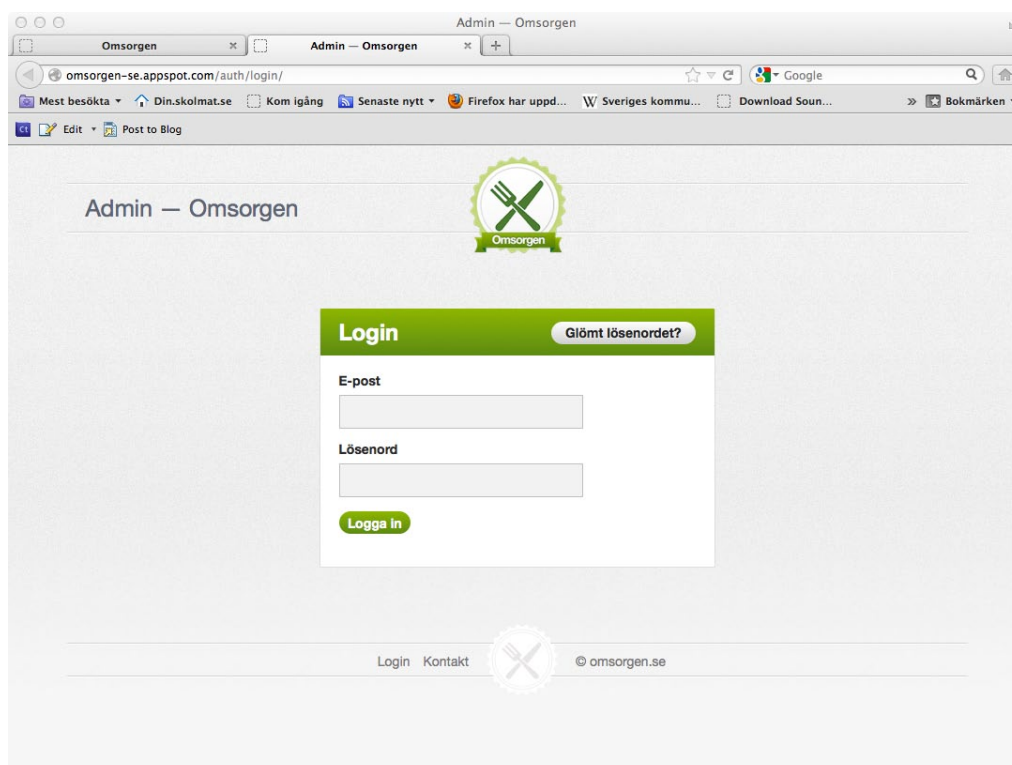 Admin — Omsorgen
Omsorgen
Admin — Omsorgen
omsorgen-se.appspot.com/auth/login/
Google
Mest besökta Din.skolmat.se Kom igång Senaste nytt Firefox har uppd... W Sveriges kommu... Download Soun... » Bokmärken
Ct Edit Post to Blog
Admin — Omsorgen
Omsorgen
Login
Glömt lösenordet?
E-post
Lösenord
Logga in
Login Kontakt © omsorgen.se